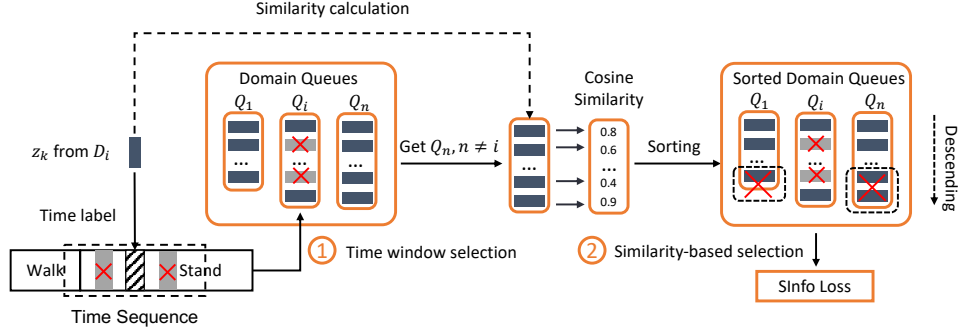 Similarity calculation
Domain Queues
Q₁ Qᵢ Qₙ
...
zₖ from Dᵢ
Time label
Walk Stand
Time Sequence
① Time window selection
Get Qₙ, n ≠ i
...
Cosine
Similarity
0.8
0.6
...
0.4
0.9
Sorting
② Similarity-based selection
Sorted Domain Queues
Q₁ Qᵢ Qₙ
... ... ...
Descending
SInfo Loss